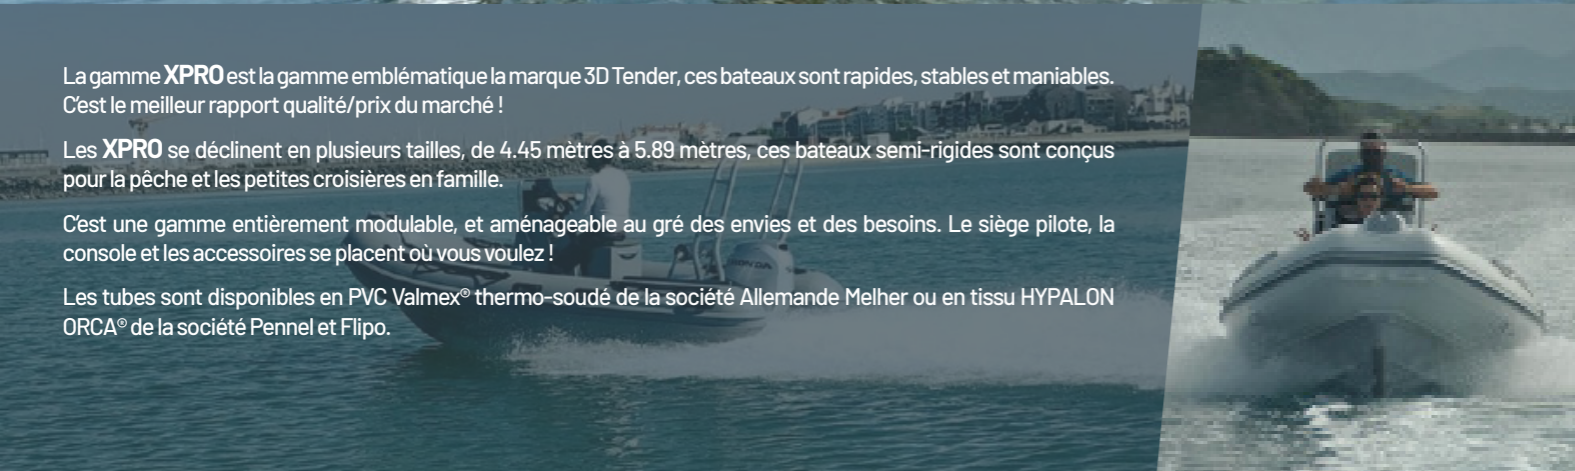 La gamme XPRO est la gamme emblématique la marque 3D Tender, ces bateaux sont rapides, stables et maniables.
C'est le meilleur rapport qualité/prix du marché !
Les XPRO se déclinent en plusieurs tailles, de 4.45 mètres à 5.89 mètres, ces bateaux semi-rigides sont conçus
pour la pêche et les petites croisières en famille.
C'est une gamme entièrement modulable, et aménageable au gré des envies et des besoins. Le siège pilote, la
console et les accessoires se placent où vous voulez !
HONDA
Les tubes sont disponibles en PVC Valmex® thermo-soudé de la société Allemande Melher ou en tissu HYPALON
ORCA® de la société Pennel et Flipo.